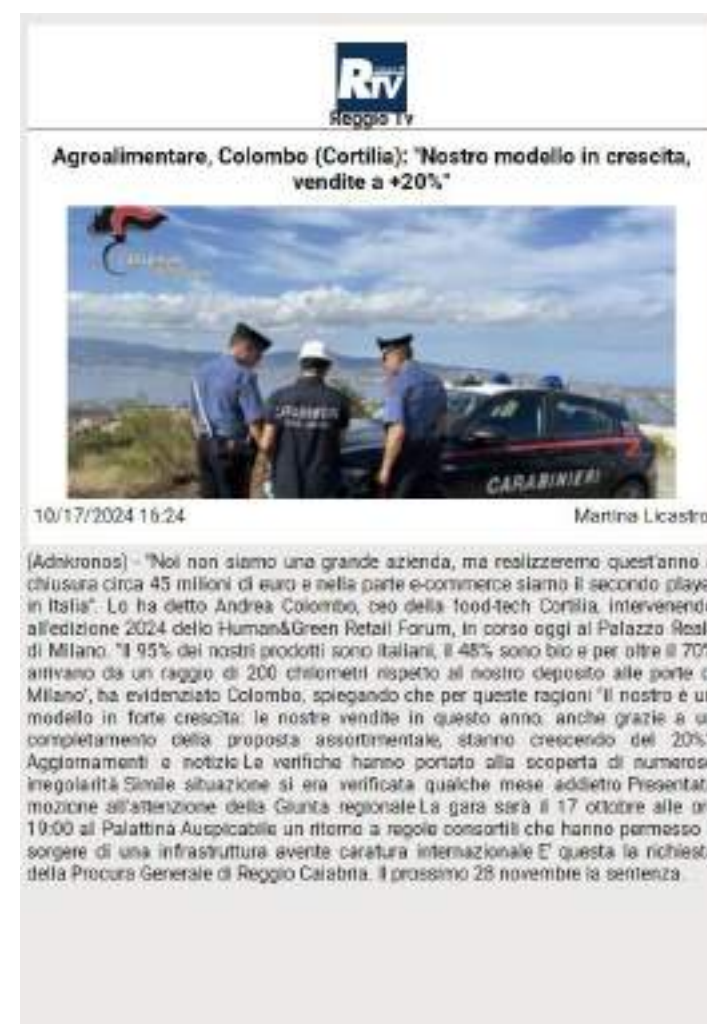 RTV
Reggio TV
Agroalimentare, Colombo (Cortilia): "Nostro modello in crescita,
vendite a +20%"
CARABINIERI
CARABINIERI
10/17/2024 16:24
Martina Licastro
(Adnkronos) - "Noi non siamo una grande azienda, ma realizzeremo quest'anno
chiusura circa 45 milioni di euro e nella parte e-commerce siamo il secondo playe
in Italia". Lo ha detto Andrea Colombo, ceo della food-tech Cortilia, intervenend
all'edizione 2024 dello Human&Green Retail Forum, in corso oggi al Palazzo Real
di Milano. "Il 95% dei nostri prodotti sono italiani, il 48% sono bio e per oltre il 70%
arrivano da un raggio di 200 chilometri rispetto al nostro deposito alle porte d
Milano", ha evidenziato Colombo, spiegando che per queste ragioni "il nostro è un
modello in forte crescita: le nostre vendite in questo anno, anche grazie a un
completamento della proposta assortimentale, stanno crescendo del 20%"
Aggiornamenti e notizie Le verifiche hanno portato alla scoperta di numerose
irregolarità Simile situazione si era verificata qualche mese addietro Presentat
mozione all'attenzione della Giunta regionale La gara sarà il 17 ottobre alle or
19:00 al Palattina Auspicabile un ritorno a regole consortili che hanno permesso
sorgere di una infrastruttura avente caratura internazionale E' questa la richiest
della Procura Generale di Reggio Calabria. Il prossimo 28 novembre la sentenza